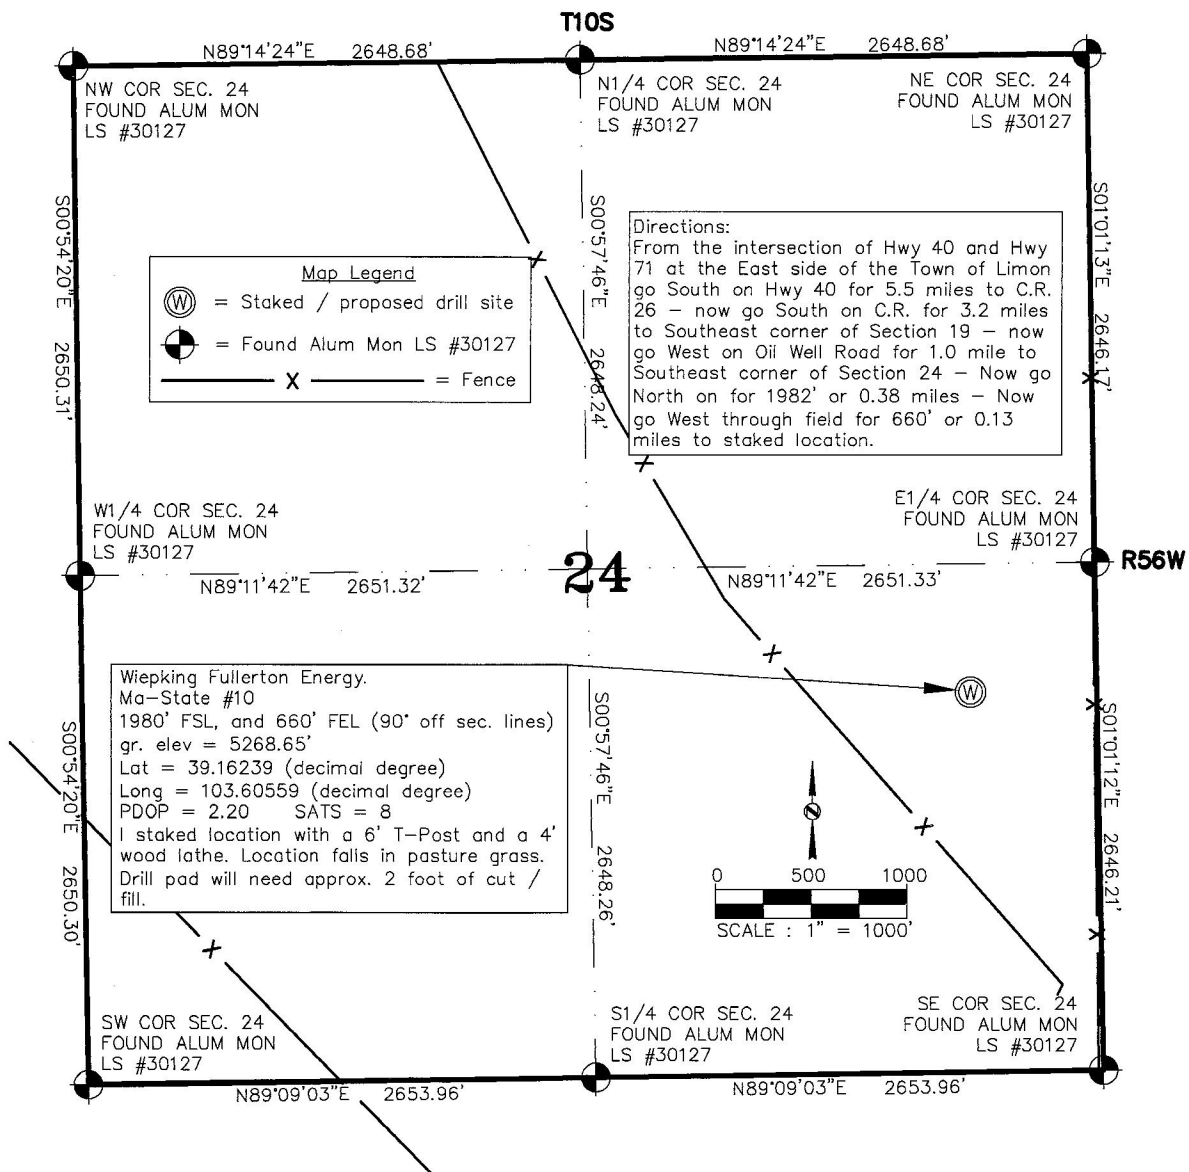 T10S
N89°14'24"E 2648.68'
N89°14'24"E 2648.68'
NW COR SEC. 24
FOUND ALUM MON
LS #30127
N1/4 COR SEC. 24
FOUND ALUM MON
LS #30127
NE COR SEC. 24
FOUND ALUM MON
LS #30127
S00°54'20"E 2650.31'
S00°57'46"E 2648.24'
S01°01'13"E 2646.17'
Map Legend
W = Staked / proposed drill site
= Found Alum Mon LS #30127
X = Fence
Directions:
From the intersection of Hwy 40 and Hwy
71 at the East side of the Town of Limon
go South on Hwy 40 for 5.5 miles to C.R.
26 – now go South on C.R. for 3.2 miles
to Southeast corner of Section 19 – now
go West on Oil Well Road for 1.0 mile to
Southeast corner of Section 24 – Now go
North on for 1982' or 0.38 miles – Now
go West through field for 660' or 0.13
miles to staked location.
W1/4 COR SEC. 24
FOUND ALUM MON
LS #30127
E1/4 COR SEC. 24
FOUND ALUM MON
LS #30127
R56W
24
N89°11'42"E 2651.32'
N89°11'42"E 2651.33'
Wiepking Fullerton Energy.
Ma–State #10
1980' FSL, and 660' FEL (90° off sec. lines)
gr. elev = 5268.65'
Lat = 39.16239 (decimal degree)
Long = 103.60559 (decimal degree)
PDOP = 2.20 SATS = 8
I staked location with a 6' T–Post and a 4'
wood lathe. Location falls in pasture grass.
Drill pad will need approx. 2 foot of cut /
fill.
W
S00°54'20"E 2650.30'
S00°57'46"E 2648.26'
S01°01'12"E 2646.21'
N
0 500 1000
SCALE : 1" = 1000'
SW COR SEC. 24
FOUND ALUM MON
LS #30127
S1/4 COR SEC. 24
FOUND ALUM MON
LS #30127
SE COR SEC. 24
FOUND ALUM MON
LS #30127
N89°09'03"E 2653.96'
N89°09'03"E 2653.96'